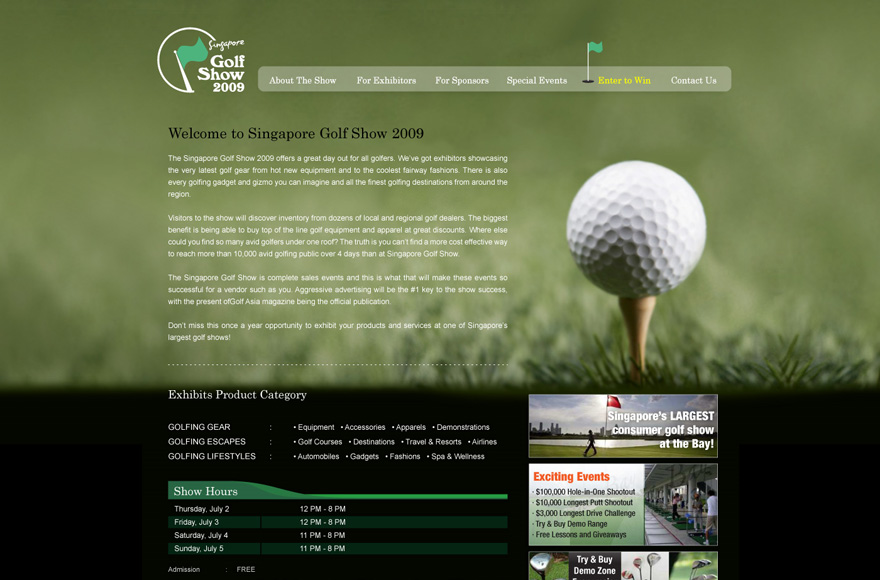 Singapore
Golf
Show
2009
About The Show For Exhibitors For Sponsors Special Events Enter to Win Contact Us
Welcome to Singapore Golf Show 2009
The Singapore Golf Show 2009 offers a great day out for all golfers. We've got exhibitors showcasing
the very latest golf gear from hot new equipment and to the coolest fairway fashions. There is also
every golfing gadget and gizmo you can imagine and all the finest golfing destinations from around the
region.
Visitors to the show will discover inventory from dozens of local and regional golf dealers. The biggest
benefit is being able to buy top of the line golf equipment and apparel at great discounts. Where else
could you find so many avid golfers under one roof? The truth is you can't find a more cost effective way
to reach more than 10,000 avid golfing public over 4 days than at Singapore Golf Show.
The Singapore Golf Show is complete sales events and this is what that will make these events so
successful for a vendor such as you. Aggressive advertising will be the #1 key to the show success,
with the present ofGolf Asia magazine being the official publication.
Don't miss this once a year opportunity to exhibit your products and services at one of Singapore's
largest golf shows!
Exhibits Product Category
GOLFING GEAR : • Equipment • Accessories • Apparels • Demonstrations
GOLFING ESCAPES : • Golf Courses • Destinations • Travel & Resorts • Airlines
GOLFING LIFESTYLES : • Automobiles • Gadgets • Fashions • Spa & Wellness
Show Hours
Thursday, July 2 12 PM - 8 PM
Friday, July 3 12 PM - 8 PM
Saturday, July 4 11 PM - 8 PM
Sunday, July 5 11 PM - 8 PM
Admission : FREE
Singapore's LARGEST
consumer golf show
at the Bay!
Exciting Events
· $100,000 Hole-in-One Shootout
· $10,000 Longest Putt Shootout
· $3,000 Longest Drive Challenge
· Try & Buy Demo Range
· Free Lessons and Giveaways
Try & Buy
Demo Zone